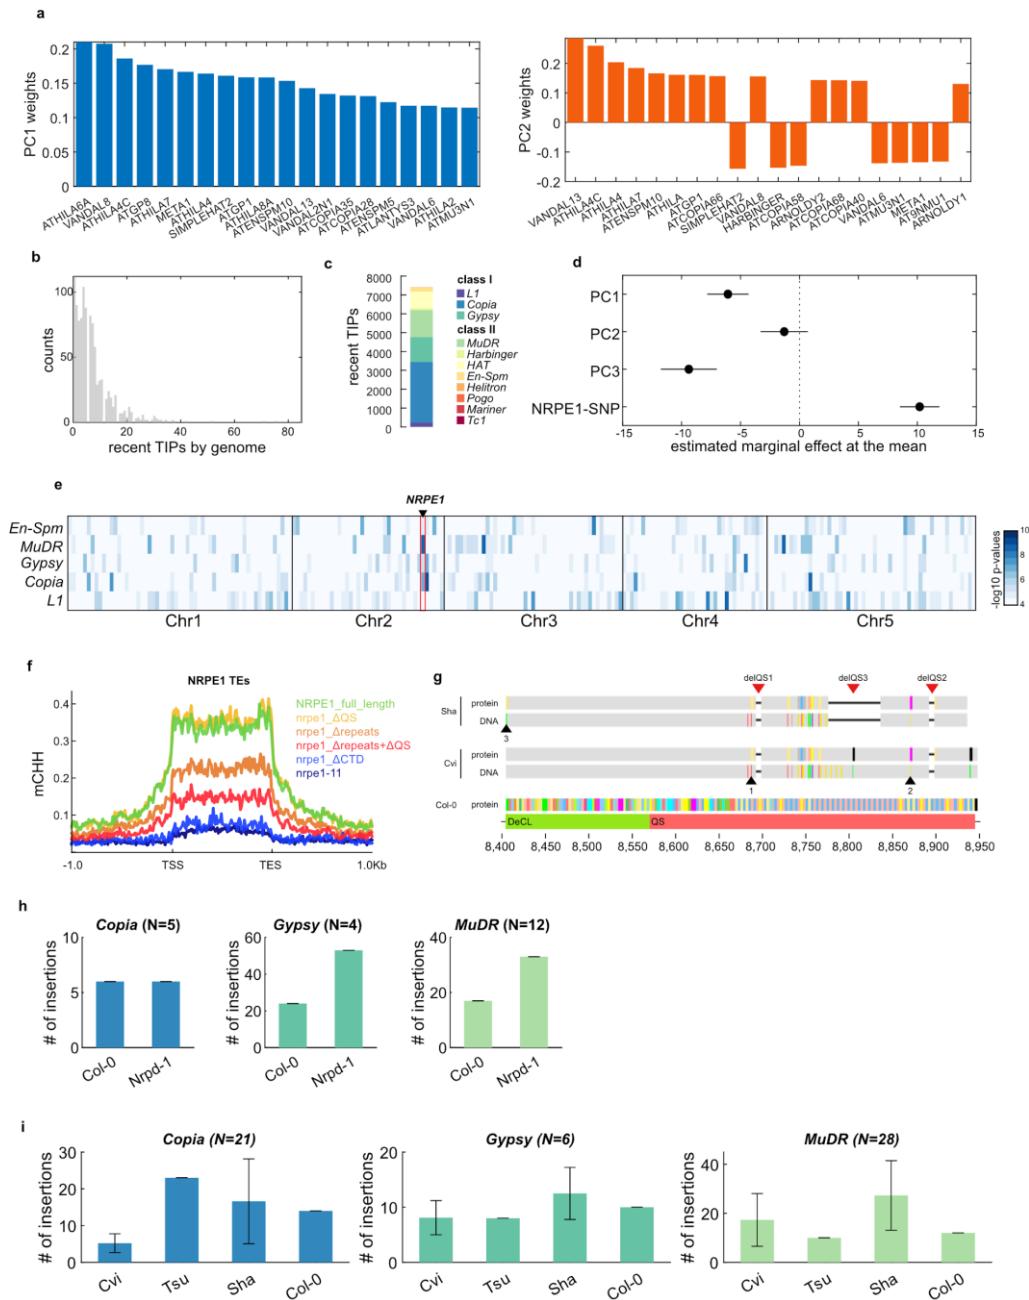 a
PC1 weights
0.2
0.15
0.1
0.05
0
ATHILA6A
VANDAL8
ATHILA4C
ATGP8
ATHILA7
META1
ATHILA4
SIMPLEHAT2
ATGP1
ATHILA8A
ATENSPM10
VANDAL13
VANDAL2N1
ATCOPIA35
ATCOPIA28
ATENSPM5
ATLANTYS3
VANDAL6
ATHILA2
ATMU3N1
PC2 weights
0.2
0.1
0
-0.1
-0.2
VANDAL13
ATHILA4C
ATHILA4
ATHILA7
ATENSPM10
ATHILA
ATGP1
ATCOPIA66
SIMPLEHAT2
VANDAL8
HARBINGER
ATCOPIA58
ARNOLDY2
ATCOPIA68
ATCOPIA40
VANDAL6
ATMU3N1
META1
AT9NMU1
ARNOLDY1
b
counts
100
50
0
0 20 40 60 80
recent TIPs by genome
c
recent TIPs
8000
7000
6000
5000
4000
3000
2000
1000
0
class I
L1
Copia
Gypsy
class II
MuDR
Harbinger
HAT
En-Spm
Helitron
Pogo
Mariner
Tc1
d
PC1
PC2
PC3
NRPE1-SNP
-15 -10 -5 0 5 10 15
estimated marginal effect at the mean
e
NRPE1
En-Spm
MuDR
Gypsy
Copia
L1
Chr1 Chr2 Chr3 Chr4 Chr5
-log10 p-values
10
8
6
4
f
NRPE1 TEs
mCHH
0.4
0.3
0.2
0.1
NRPE1_full_length
nrpe1_ΔQS
nrpe1_Δrepeats
nrpe1_Δrepeats+ΔQS
nrpe1_ΔCTD
nrpe1-11
-1.0 TSS TES 1.0Kb
g
delQS1 delQS3 delQS2
Sha
protein
DNA
3
Cvi
protein
DNA
1 2
Col-0 protein
DeCL QS
8,400 8,450 8,500 8,550 8,600 8,650 8,700 8,750 8,800 8,850 8,900 8,950
h
Copia (N=5)
# of insertions
10
5
0
Col-0 Nrpd-1
Gypsy (N=4)
# of insertions
60
40
20
0
Col-0 Nrpd-1
MuDR (N=12)
# of insertions
40
20
0
Col-0 Nrpd-1
i
Copia (N=21)
# of insertions
30
20
10
0
Cvi Tsu Sha Col-0
Gypsy (N=6)
# of insertions
20
10
0
Cvi Tsu Sha Col-0
MuDR (N=28)
# of insertions
40
20
0
Cvi Tsu Sha Col-0